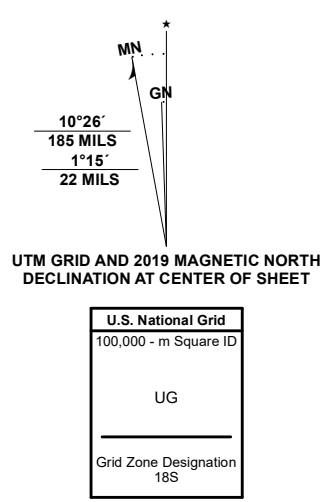 MN
GN
10°26´
185 MILS
1°15´
22 MILS
UTM GRID AND 2019 MAGNETIC NORTH
DECLINATION AT CENTER OF SHEET
U.S. National Grid
100,000 - m Square ID
UG
Grid Zone Designation
18S